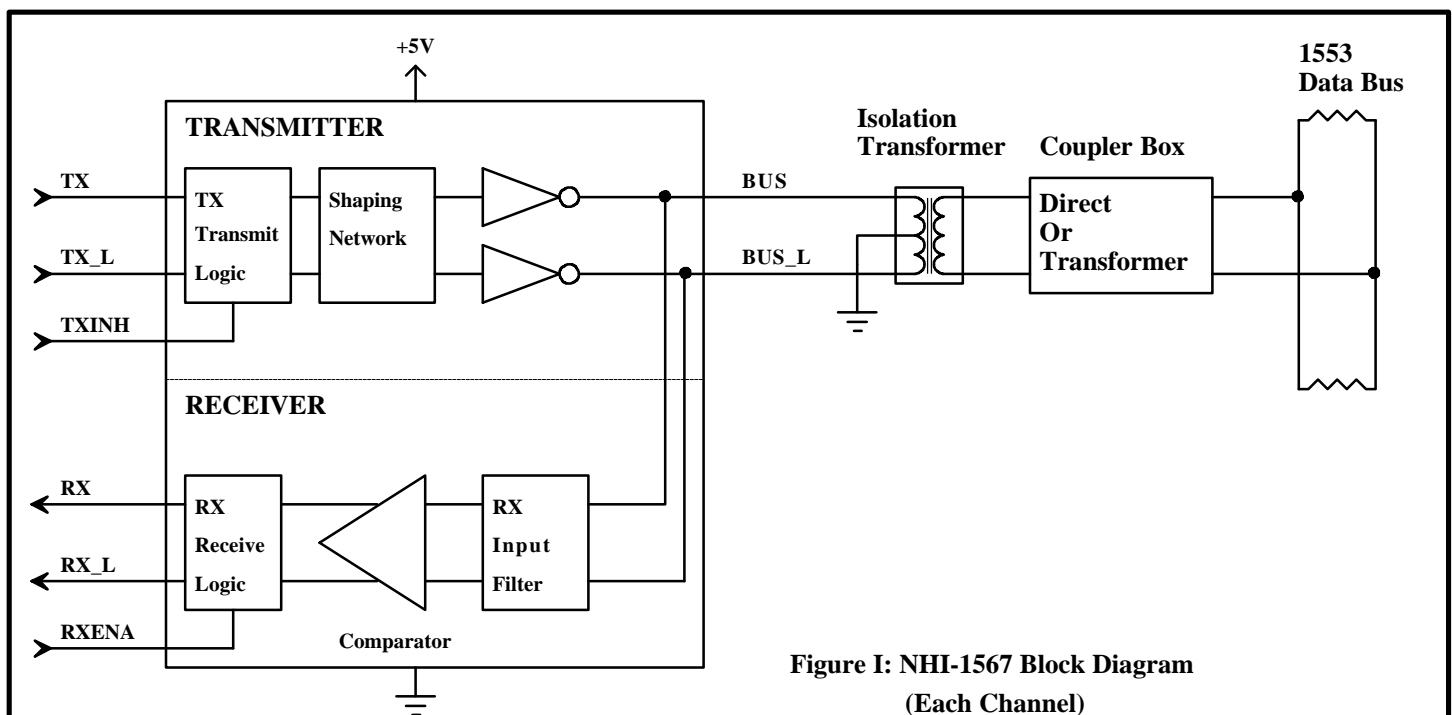 +5V
1553
Data Bus
TRANSMITTER
Isolation
Transformer
Coupler Box
TX
TX
Transmit
Logic
Shaping
Network
BUS
Direct
Or
Transformer
TX_L
BUS_L
TXINH
RECEIVER
RX
RX
Receive
Logic
RX
Input
Filter
RX_L
RXENA
Comparator
Figure I: NHI-1567 Block Diagram
(Each Channel)